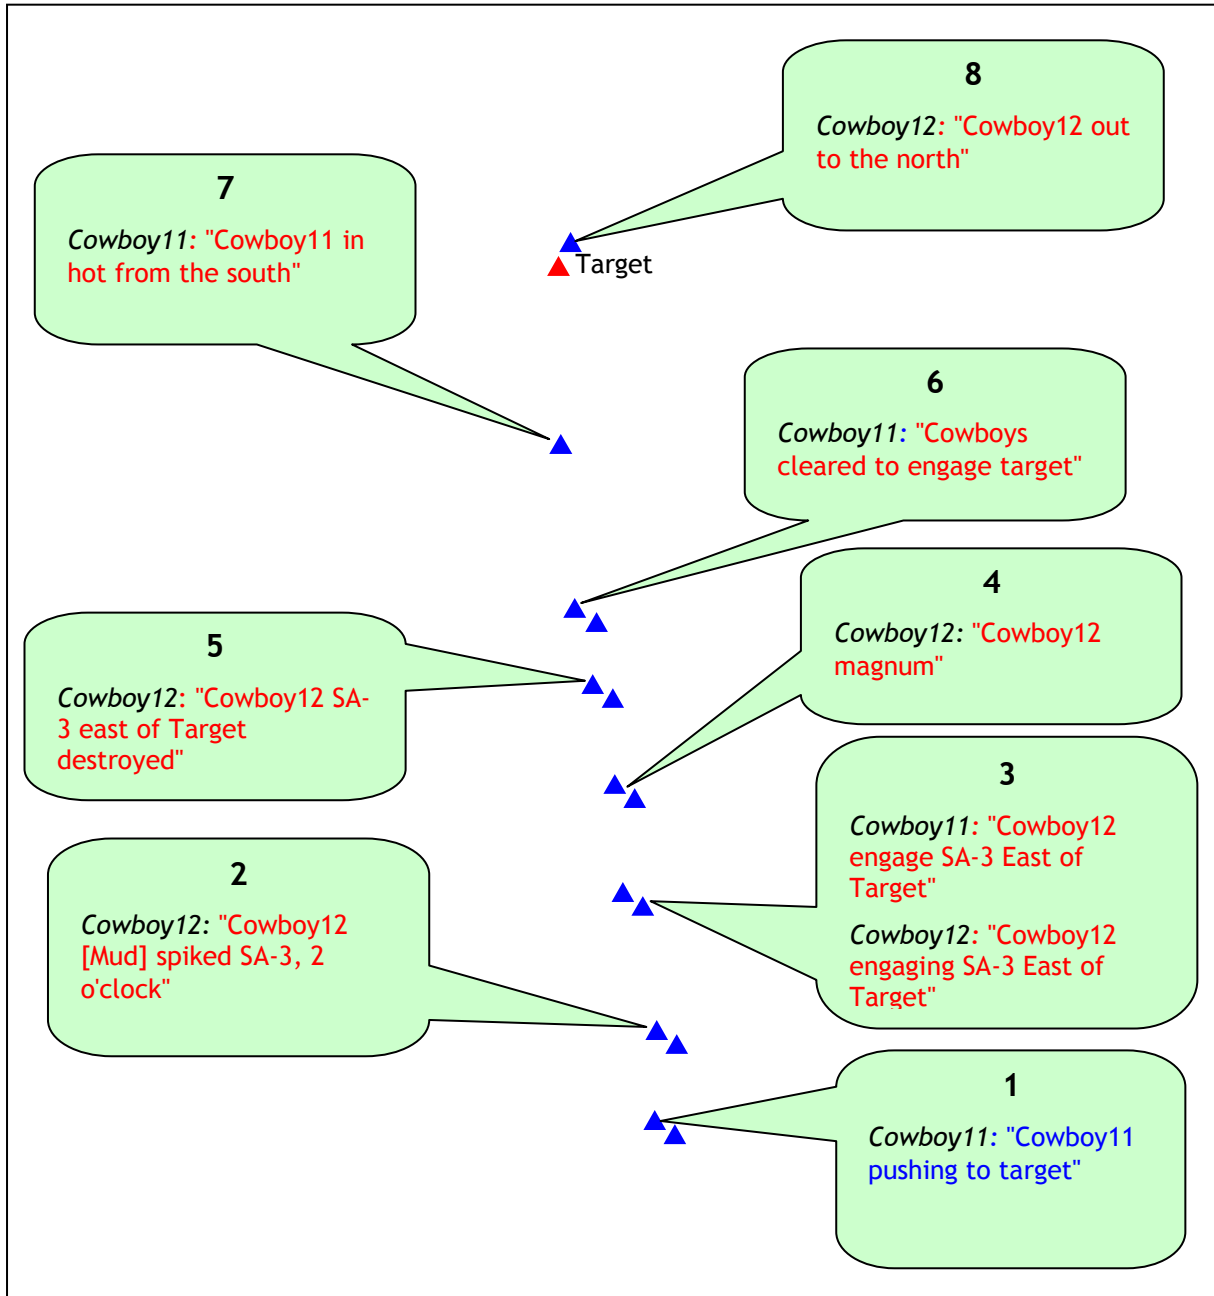 8
Cowboy12: "Cowboy12 out
to the north"
7
Cowboy11: "Cowboy11 in
hot from the south"
Target
6
Cowboy11: "Cowboys
cleared to engage target"
4
Cowboy12: "Cowboy12
magnum"
5
Cowboy12: "Cowboy12 SA-
3 east of Target
destroyed"
3
Cowboy11: "Cowboy12
engage SA-3 East of
Target"
Cowboy12: "Cowboy12
engaging SA-3 East of
Target"
2
Cowboy12: "Cowboy12
[Mud] spiked SA-3, 2
o'clock"
1
Cowboy11: "Cowboy11
pushing to target"